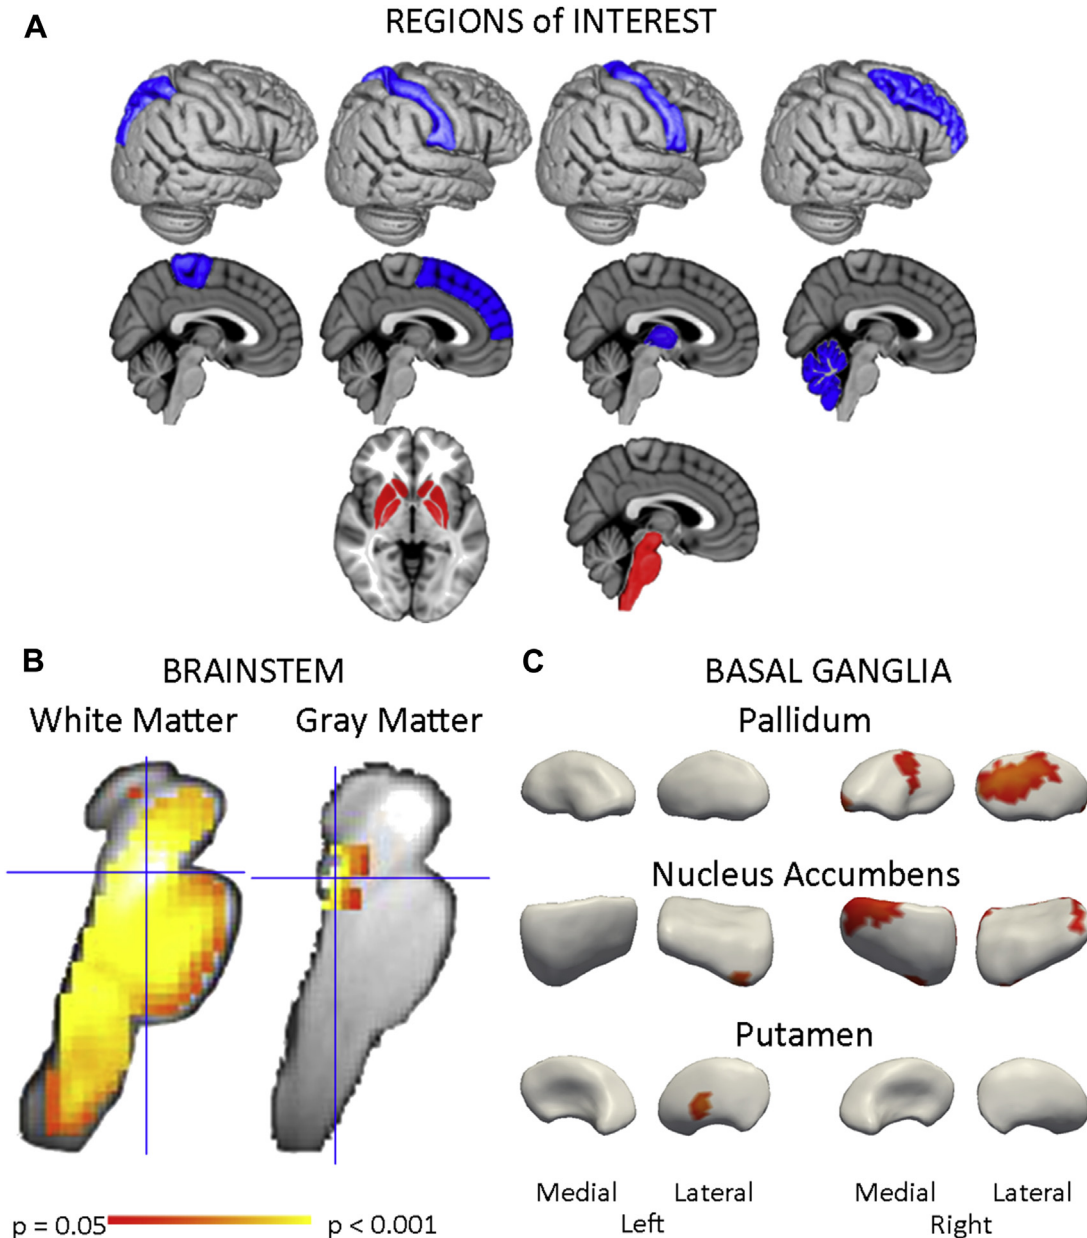 A
REGIONS of INTEREST
B
BRAINSTEM
White Matter
Gray Matter
p = 0.05
p < 0.001
C
BASAL GANGLIA
Pallidum
Nucleus Accumbens
Putamen
Medial
Lateral
Medial
Lateral
Left
Right